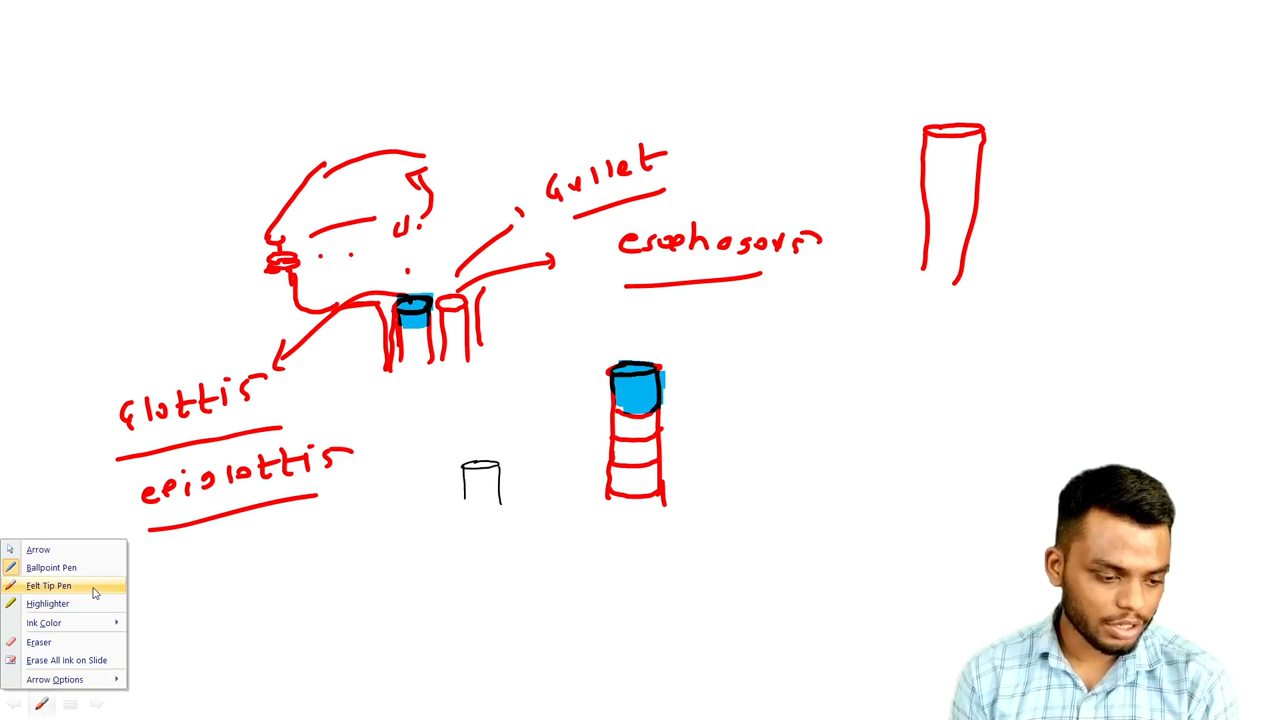 Gullet
esophagus
Glottis
epiglottis
Arrow
Ballpoint Pen
Felt Tip Pen
Highlighter
Ink Color
Eraser
Erase All Ink on Slide
Arrow Options